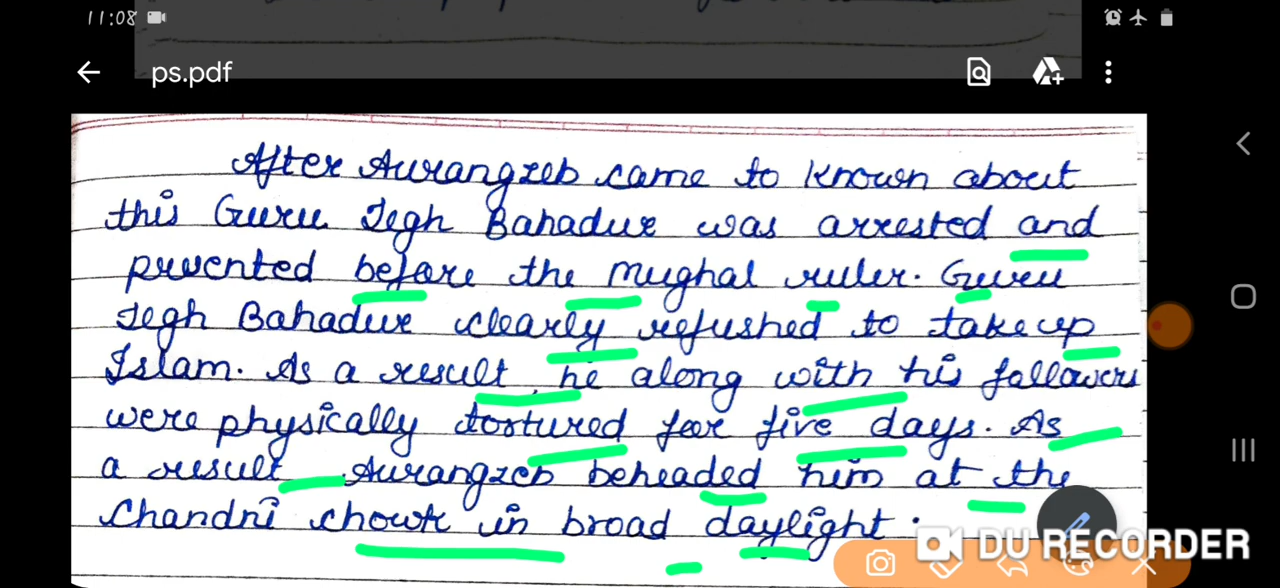 11:08
ps.pdf
After Aurangzeb came to known about
this Guru Tegh Bahadur was arrested and
prvented before the mughal ruler. Guru
Tegh Bahadur clearly refushed to take up
Islam. As a result, he along with his followers
were physically tortured for five days. As
a result Aurangzeb beheaded him at the
Chandni chowk in broad daylight.
DU RECORDER